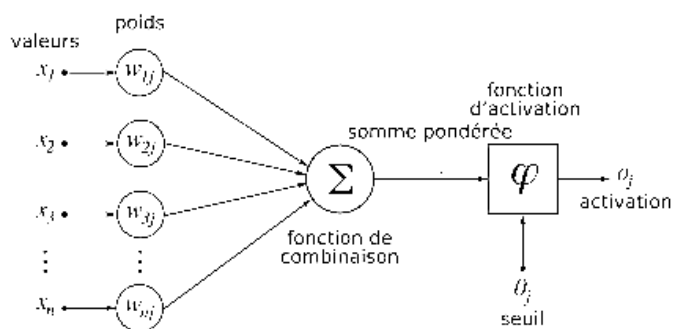 poids
valeurs
x1
w1j
x2
w2j
x3
w3j
⋮
⋮
xn
wnj
Σ
fonction de
combinaison
somme pondérée
fonction
d'activation
φ
oj
activation
θj
seuil